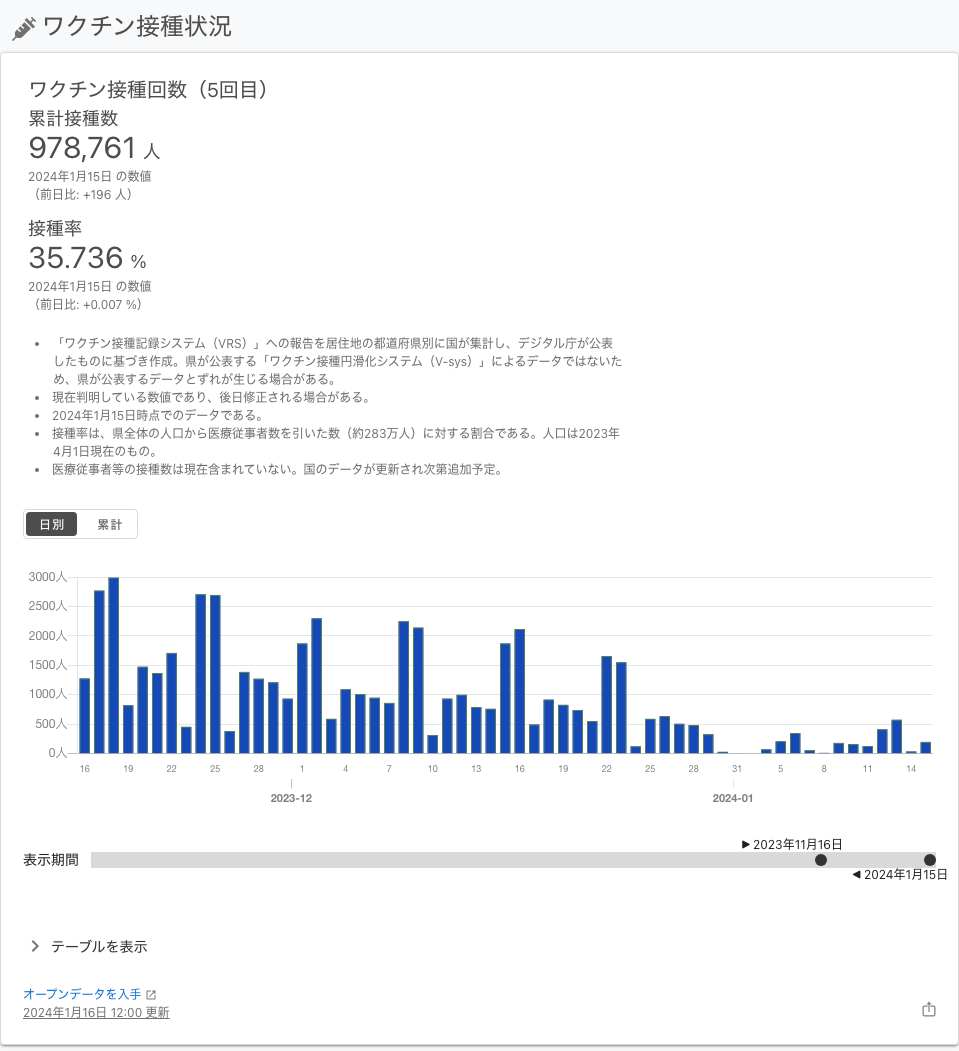 ワクチン接種状況
ワクチン接種回数（5回目）
累計接種数
978,761 人
2024年1月15日 の数値
（前日比: +196 人）
接種率
35.736 %
2024年1月15日 の数値
（前日比: +0.007 %）
• 「ワクチン接種記録システム（VRS）」への報告を居住地の都道府県別に国が集計し、デジタル庁が公表
したものに基づき作成。県が公表する「ワクチン接種円滑化システム（V-sys）」によるデータではないた
め、県が公表するデータとずれが生じる場合がある。
• 現在判明している数値であり、後日修正される場合がある。
• 2024年1月15日時点でのデータである。
• 接種率は、県全体の人口から医療従事者数を引いた数（約283万人）に対する割合である。人口は2023年
4月1日現在のもの。
• 医療従事者等の接種数は現在含まれていない。国のデータが更新され次第追加予定。
日別 累計
3000人
2500人
2000人
1500人
1000人
500人
0人
16 19 22 25 28 1 4 7 10 13 16 19 22 25 28 31 5 8 11 14
2023-12 2024-01
▶ 2023年11月16日
表示期間
◀ 2024年1月15日
テーブルを表示
オープンデータを入手
2024年1月16日 12:00 更新